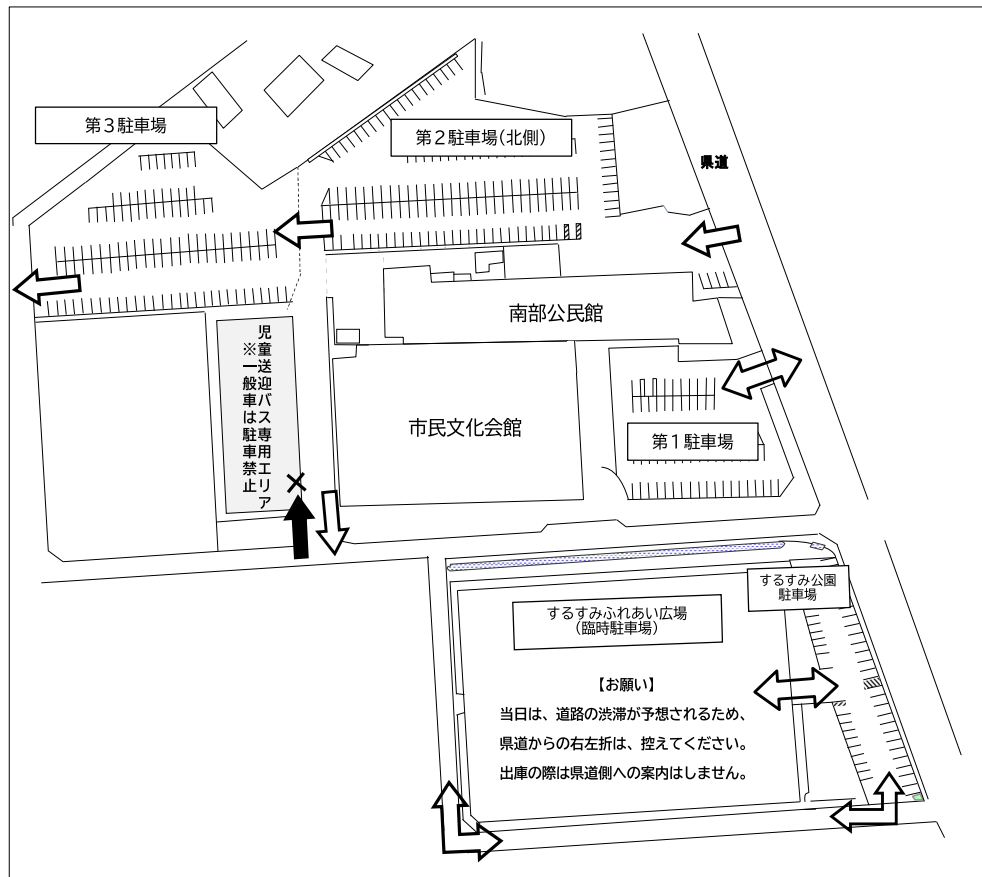 第３駐車場
第２駐車場(北側)
県道
南部公民館
児童送迎バス専用エリア
※一般車は駐車禁止
市民文化会館
第１駐車場
するすみ公園
駐車場
するすみふれあい広場
（臨時駐車場）
【お願い】
当日は、道路の渋滞が予想されるため、
県道からの右左折は、控えてください。
出庫の際は県道側への案内はしません。